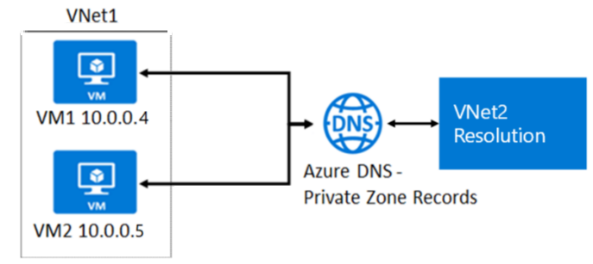 VNet1
VM
VM1 10.0.0.4
VM
VM2 10.0.0.5
DNS
Azure DNS -
Private Zone Records
VNet2
Resolution